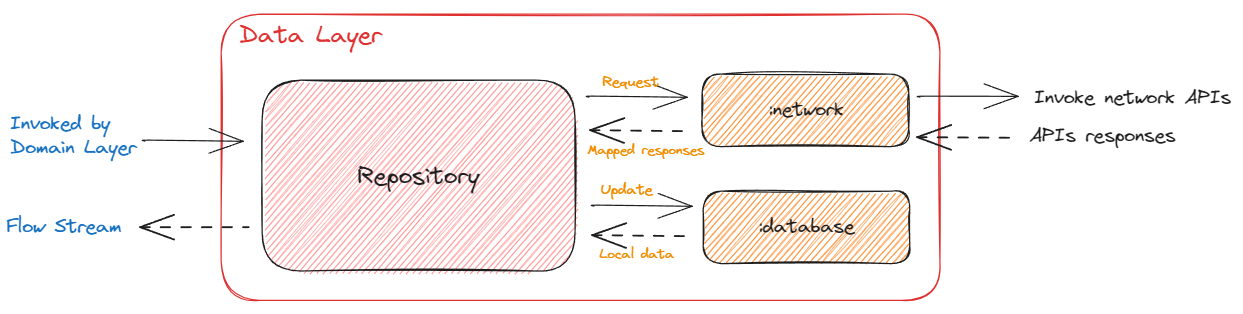 Data Layer
Invoked by
Domain Layer
Flow Stream
Repository
Request
Mapped responses
Update
Local data
:network
:database
Invoke network APIs
APIs responses